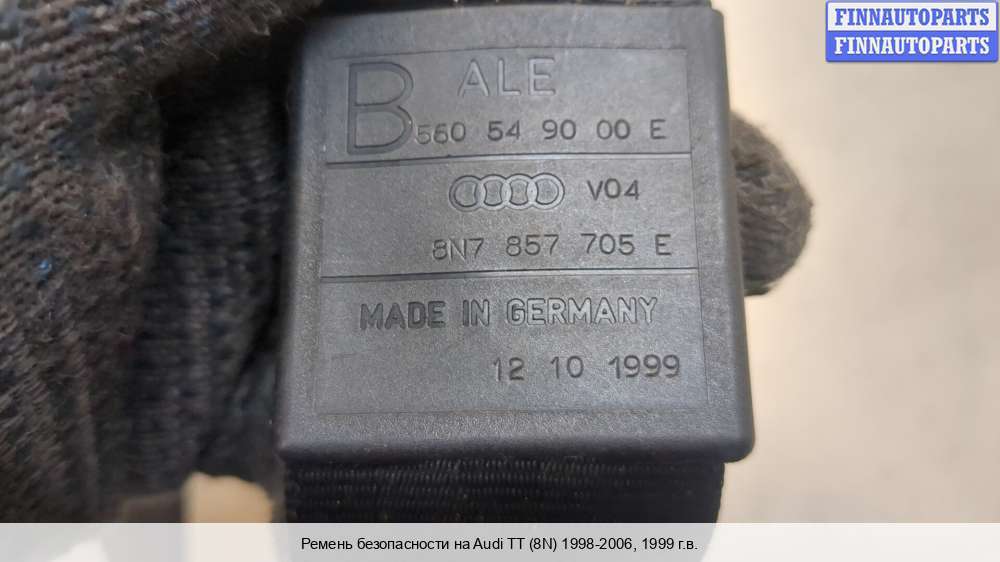 FINNAUTOPARTS
FINNAUTOPARTS
B ALE
560 54 90 00 E
V04
8N7 857 705 E
MADE IN GERMANY
12 10 1999
Ремень безопасности на Audi TT (8N) 1998-2006, 1999 г.в.